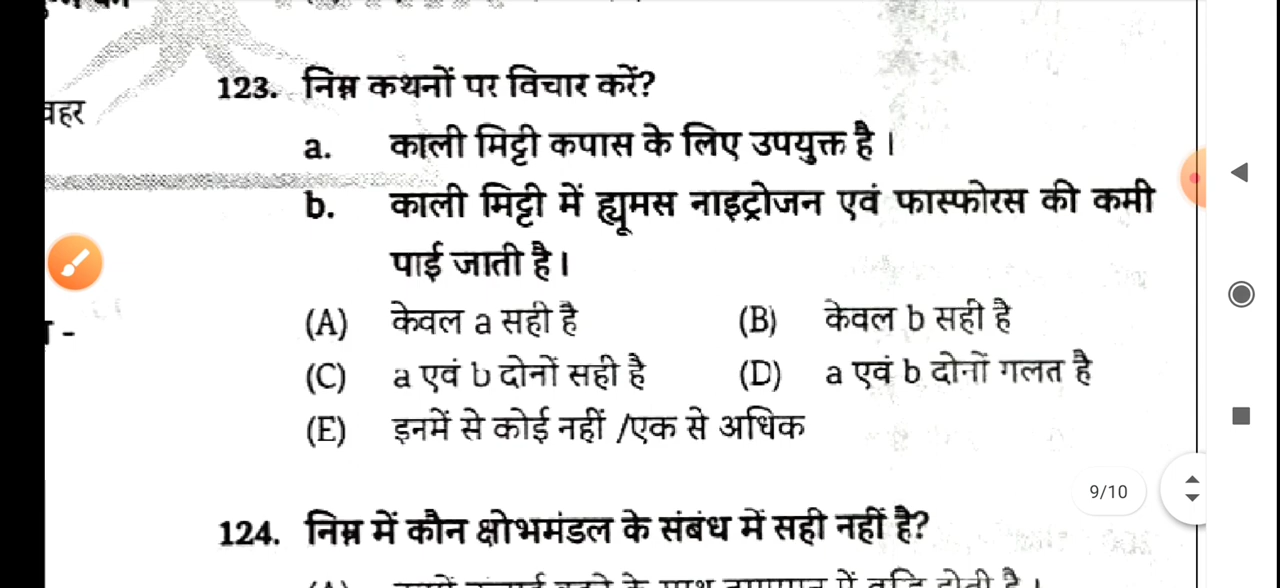 वहर
123. निम्न कथनों पर विचार करें?
a. काली मिट्टी कपास के लिए उपयुक्त है।
b. काली मिट्टी में ह्यूमस नाइट्रोजन एवं फास्फोरस की कमी
पाई जाती है।
(A) केवल a सही है (B) केवल b सही है
(C) a एवं b दोनों सही है (D) a एवं b दोनों गलत है
(E) इनमें से कोई नहीं /एक से अधिक
9/10
124. निम्न में कौन क्षोभमंडल के संबंध में सही नहीं है?